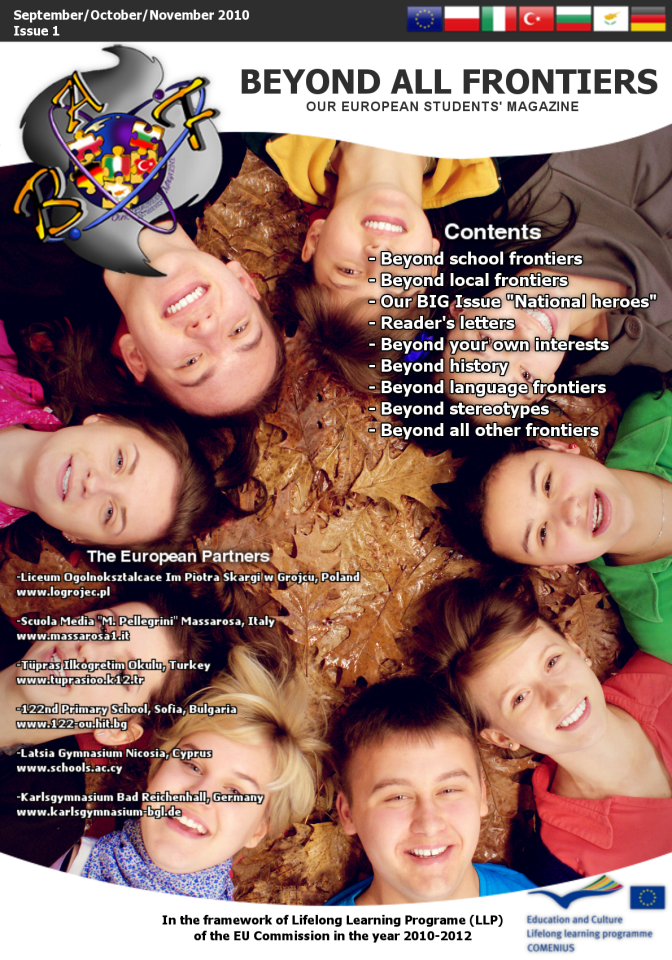 September/October/November 2010
Issue 1
BEYOND ALL FRONTIERS
OUR EUROPEAN STUDENTS' MAGAZINE
B A F
Contents
- Beyond school frontiers
- Beyond local frontiers
- Our BIG Issue "National heroes"
- Reader's letters
- Beyond your own interests
- Beyond history
- Beyond language frontiers
- Beyond stereotypes
- Beyond all other frontiers
The European Partners
-Liceum Ogolnoksztalcace Im Piotra Skargi w Grojcu, Poland
www.logrojec.pl
-Scuola Media "M. Pellegrini" Massarosa, Italy
www.massarosa1.it
-Tüpras Ilkogretim Okulu, Turkey
www.tuprasioo.k12.tr
-122nd Primary School, Sofia, Bulgaria
www.122-ou.hit.bg
-Latsia Gymnasium Nicosia, Cyprus
www.schools.ac.cy
-Karlsgymnasium Bad Reichenhall, Germany
www.karlsgymnasium-bgl.de
In the framework of Lifelong Learning Programe (LLP)
of the EU Commission in the year 2010-2012
Education and Culture
Lifelong learning programme
COMENIUS